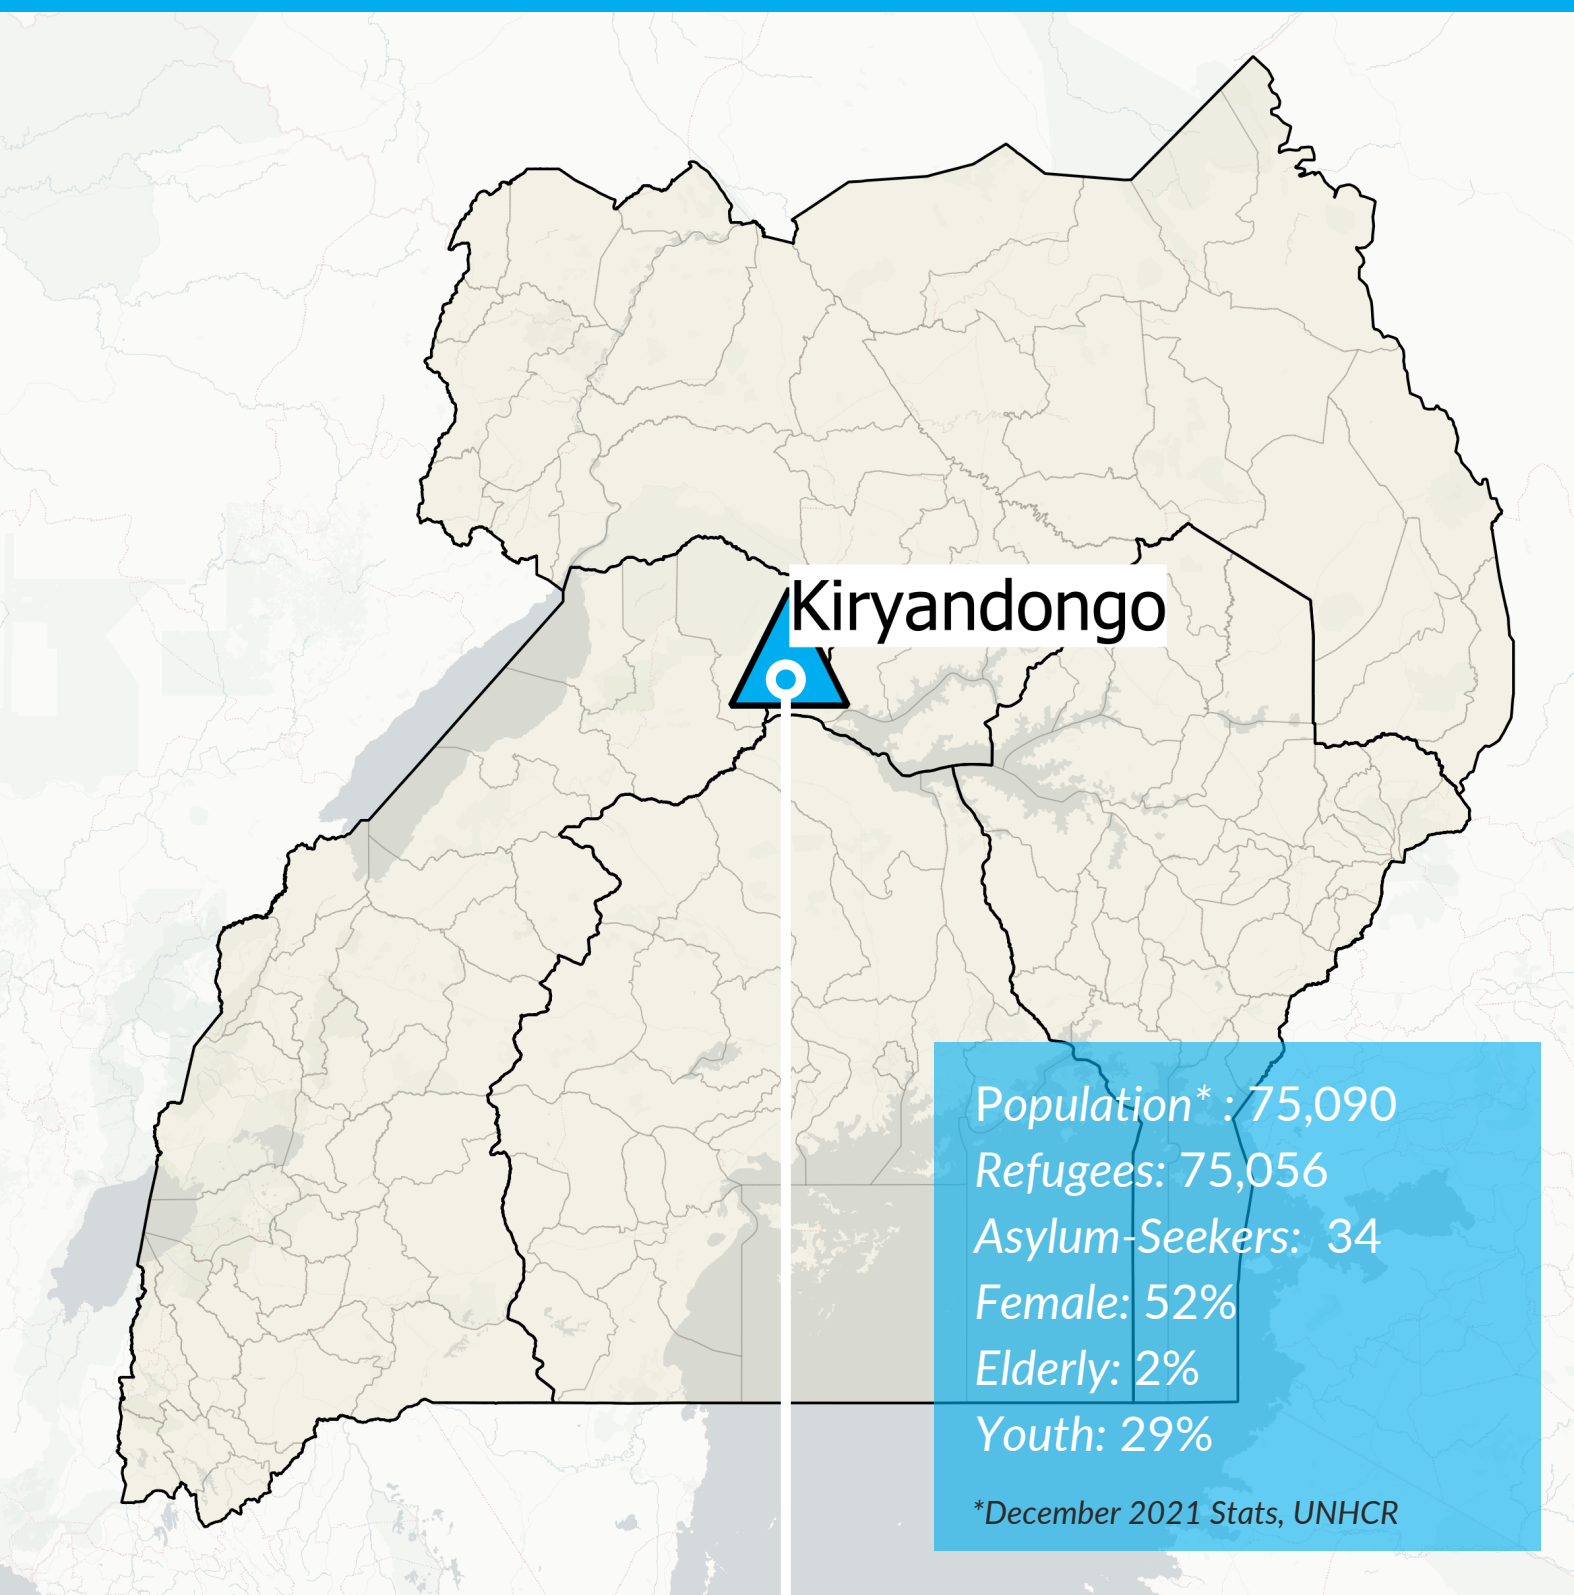 Kiryandongo
Population* : 75,090
Refugees: 75,056
Asylum-Seekers: 34
Female: 52%
Elderly: 2%
Youth: 29%
*December 2021 Stats, UNHCR